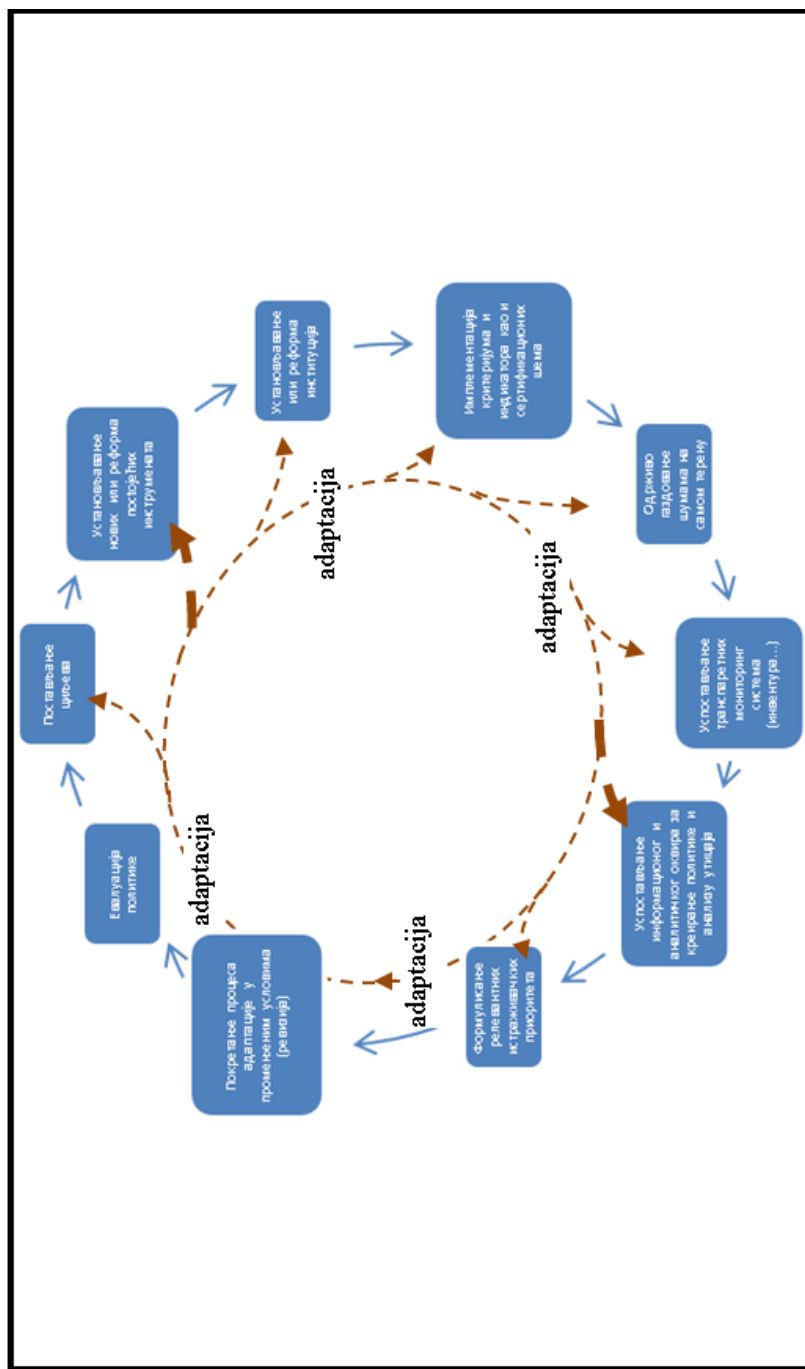 Постављање
циљева
Установљавање
нових или реформа
постојећих
инструмената
Установљавање
или реформа
институција
Имплементација
критеријума и
индикатора као и
сертификационих
шема
Одрживо
газдовање
шумама на
самом терену
Успостављање
транспаретних
мониторинг
система
(инвентура...)
Успостављање
информационог и
аналитичког оквира за
креирање политике и
анализу утицаја
Формулисање
релевантних
истраживачких
приоритета
Покретање процеса
адаптације у
промењеним условима
(ревизија)
Евалуација
политике
adaptacija
adaptacija
adaptacija
adaptacija